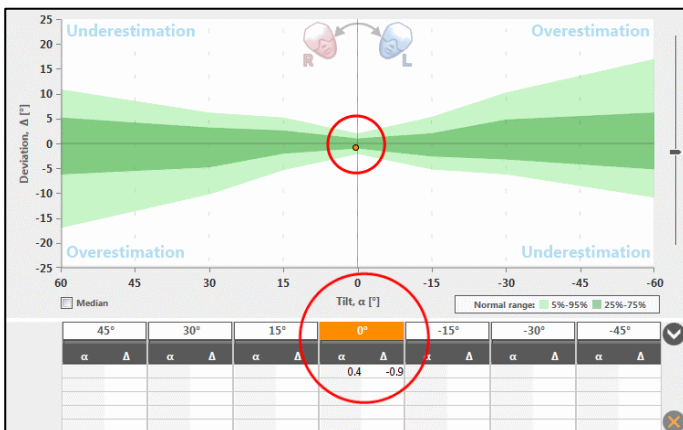 25
Underestimation
Overestimation
20
15
R
L
10
5
0
-5
-10
-15
-20
Overestimation
Underestimation
-25
Deviation, Δ [°]
60
45
30
15
0
-15
-30
-45
-60
Median
Tilt, α [°]
Normal range: 5%-95% 25%-75%
45° 30° 15° 0° -15° -30° -45°
α Δ α Δ α Δ α Δ α Δ α Δ α Δ
0.4 -0.9